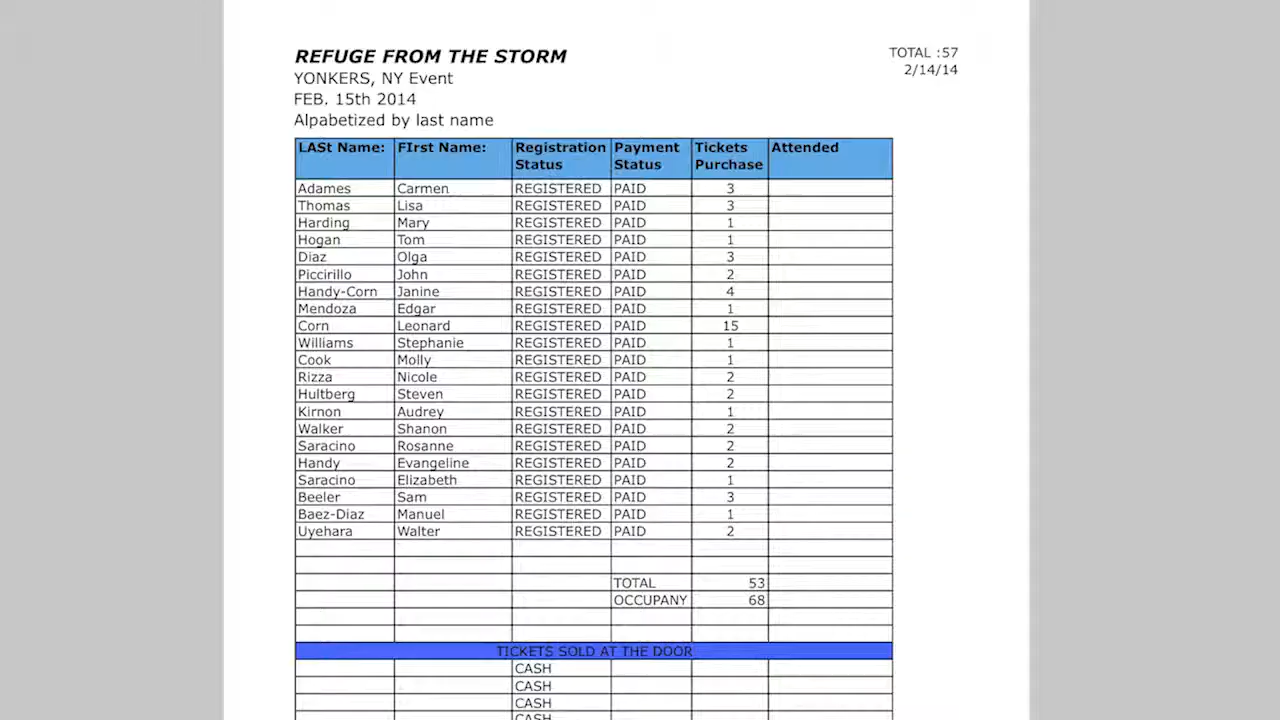 REFUGE FROM THE STORM
TOTAL :57
YONKERS, NY Event
2/14/14
FEB. 15th 2014
Alpabetized by last name
LASt Name: FIrst Name: Registration Status Payment Status Tickets Purchase Attended
Adames Carmen REGISTERED PAID 3
Thomas Lisa REGISTERED PAID 3
Harding Mary REGISTERED PAID 1
Hogan Tom REGISTERED PAID 1
Diaz Olga REGISTERED PAID 3
Piccirillo John REGISTERED PAID 2
Handy-Corn Janine REGISTERED PAID 4
Mendoza Edgar REGISTERED PAID 1
Corn Leonard REGISTERED PAID 15
Williams Stephanie REGISTERED PAID 1
Cook Molly REGISTERED PAID 1
Rizza Nicole REGISTERED PAID 2
Hultberg Steven REGISTERED PAID 2
Kirnon Audrey REGISTERED PAID 1
Walker Shanon REGISTERED PAID 2
Saracino Rosanne REGISTERED PAID 2
Handy Evangeline REGISTERED PAID 2
Saracino Elizabeth REGISTERED PAID 1
Beeler Sam REGISTERED PAID 3
Baez-Diaz Manuel REGISTERED PAID 1
Uyehara Walter REGISTERED PAID 2
TOTAL 53
OCCUPANY 68
TICKETS SOLD AT THE DOOR
CASH
CASH
CASH
CASH